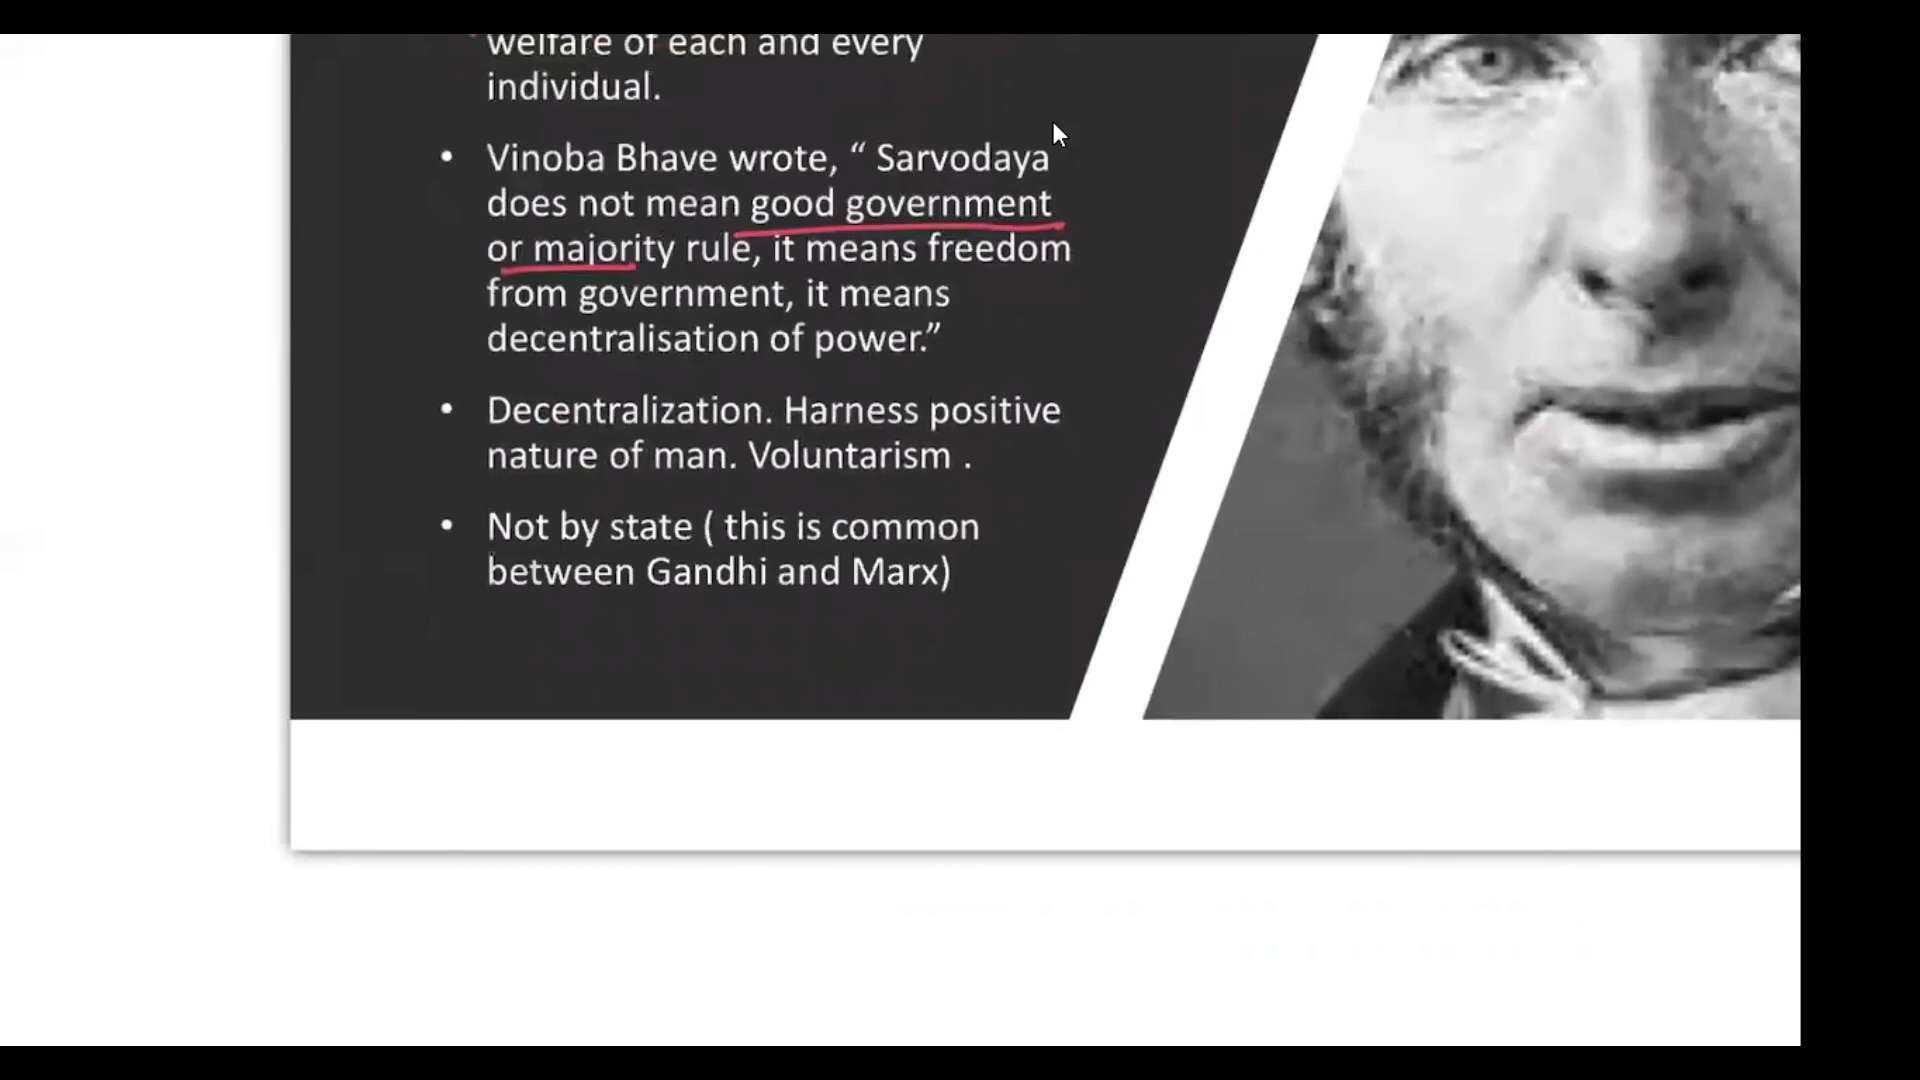 welfare of each and every
individual.
• Vinoba Bhave wrote, “ Sarvodaya
does not mean good government
or majority rule, it means freedom
from government, it means
decentralisation of power.”
• Decentralization. Harness positive
nature of man. Voluntarism .
• Not by state ( this is common
between Gandhi and Marx)